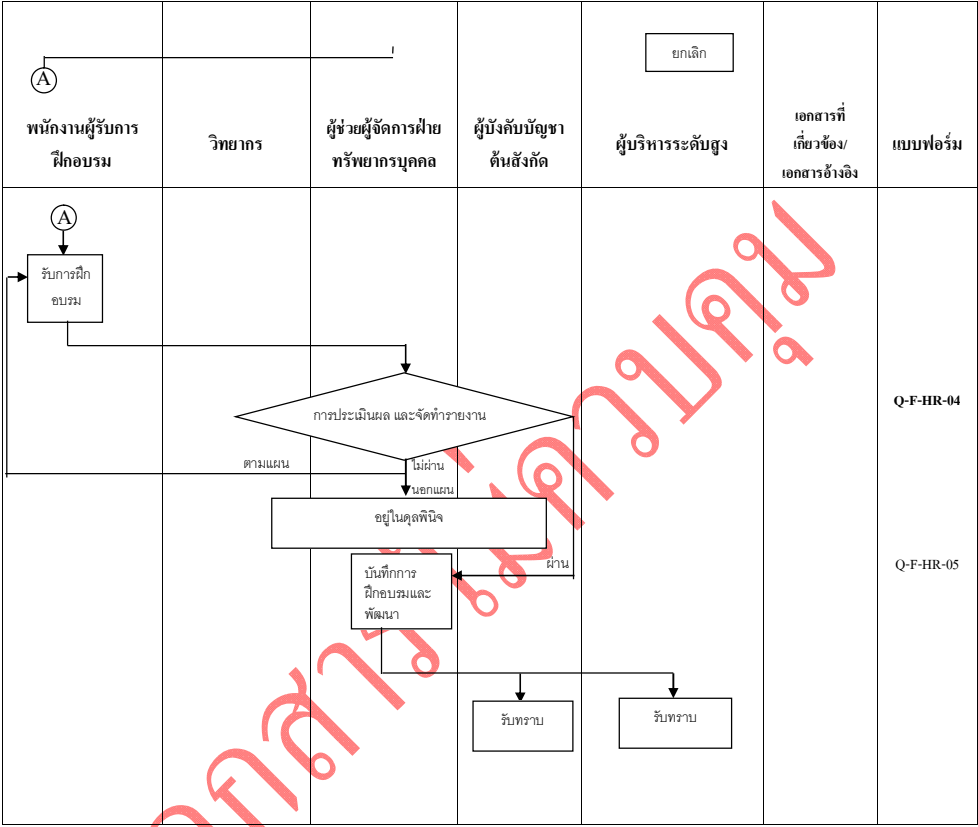 ยกเลิก
A
พนักงานผู้รับการ
ฝึกอบรม
วิทยากร
ผู้ช่วยผู้จัดการฝ่าย
ทรัพยากรบุคคล
ผู้บังคับบัญชา
ต้นสังกัด
ผู้บริหารระดับสูง
เอกสารที่
เกี่ยวข้อง/
เอกสารอ้างอิง
แบบฟอร์ม
A
รับการฝึก
อบรม
การประเมินผล และจัดทำรายงาน
Q-F-HR-04
ตามแผน
ไม่ผ่าน
นอกแผน
อยู่ในดุลพินิจ
ผ่าน
Q-F-HR-05
บันทึกการ
ฝึกอบรมและ
พัฒนา
รับทราบ
รับทราบ